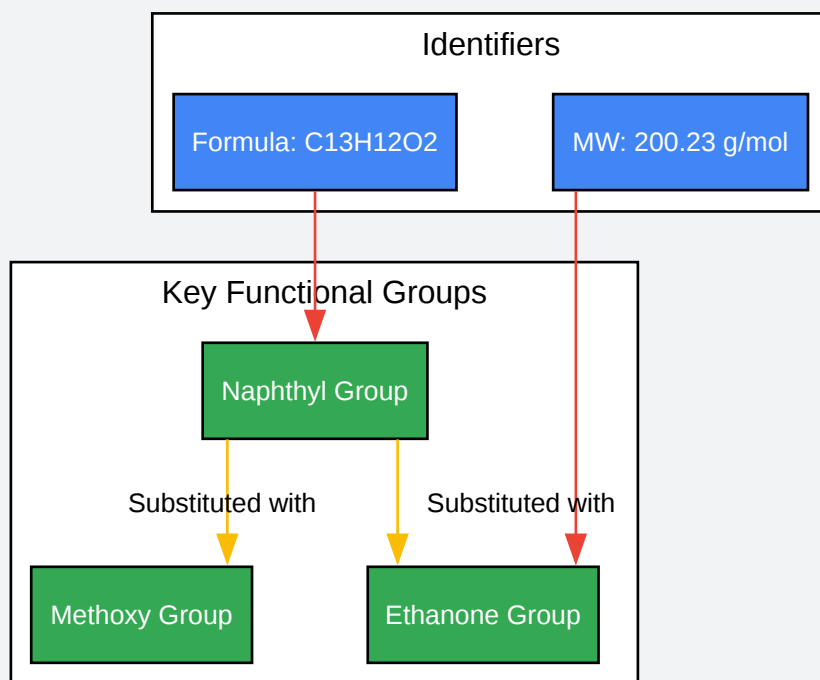 Identifiers
Formula: C13H12O2
MW: 200.23 g/mol
Key Functional Groups
Naphthyl Group
Substituted with
Substituted with
Methoxy Group
Ethanone Group